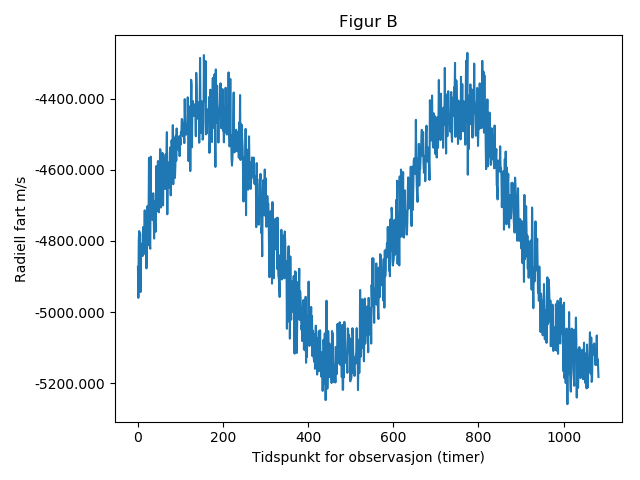 Figur B
Radiell fart m/s
-4400.000
-4600.000
-4800.000
-5000.000
-5200.000
0 200 400 600 800 1000
Tidspunkt for observasjon (timer)